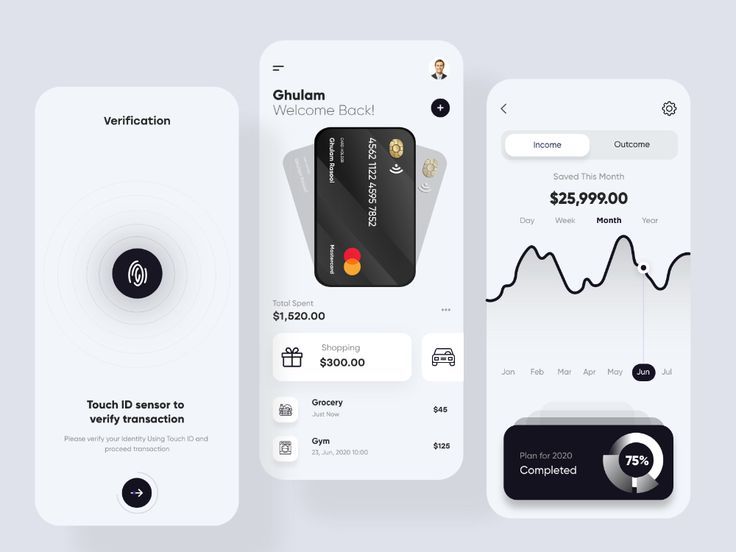 Verification
Touch ID sensor to
verify transaction
Please verify your identity Using Touch ID and
proceed transaction
Ghulam
Welcome Back!
4562 1122 4595 7852
CARD HOLDER
Ghulam Rasool
Mastercard
Total Spent
$1,520.00
Shopping
$300.00
Grocery
Just Now
$45
Gym
23, Jun, 2020 10:00
$125
Income
Outcome
Saved This Month
$25,999.00
Day Week Month Year
Jan Feb Mar Apr May Jun Jul
Plan for 2020
Completed
75%